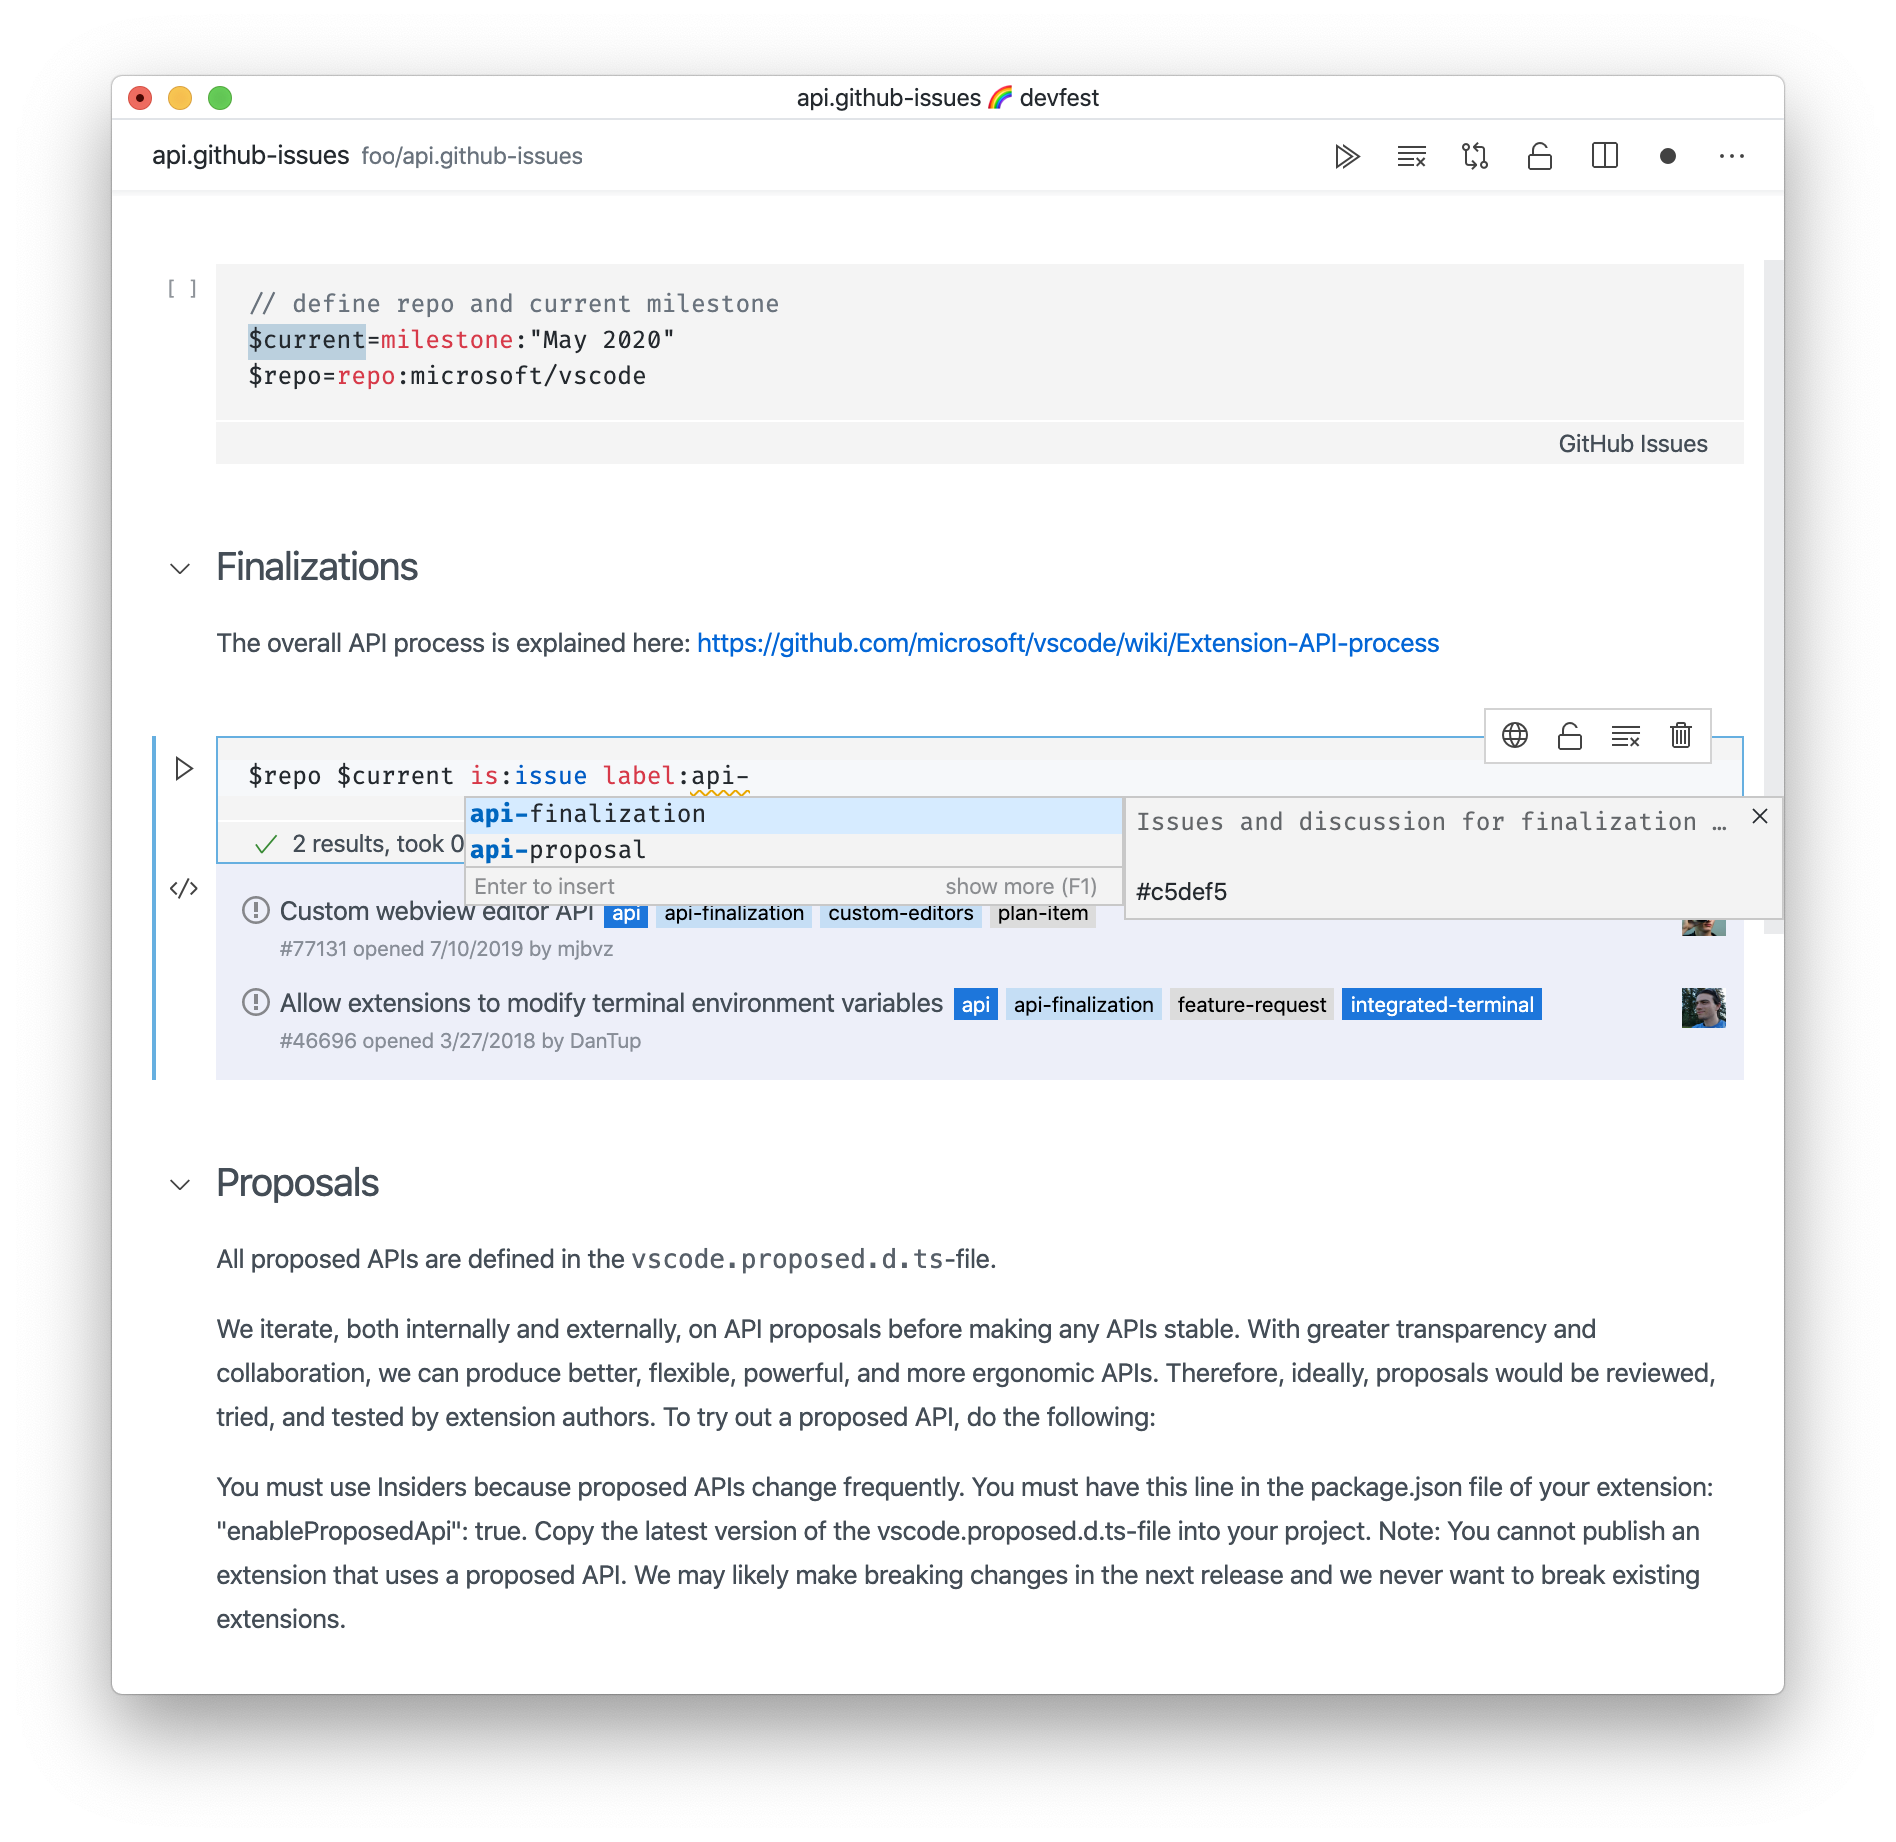 api.github-issues 🌈 devfest
api.github-issues foo/api.github-issues
[ ]
// define repo and current milestone
$current=milestone:"May 2020"
$repo=repo:microsoft/vscode
GitHub Issues
Finalizations
The overall API process is explained here: https://github.com/microsoft/vscode/wiki/Extension-API-process
$repo $current is:issue label:api-
api-finalization
api-proposal
Enter to insert show more (F1)
Issues and discussion for finalization …
#c5def5
2 results, took 0
Custom webview editor API api api-finalization custom-editors plan-item
#77131 opened 7/10/2019 by mjbvz
Allow extensions to modify terminal environment variables api api-finalization feature-request integrated-terminal
#46696 opened 3/27/2018 by DanTup
Proposals
All proposed APIs are defined in the vscode.proposed.d.ts-file.
We iterate, both internally and externally, on API proposals before making any APIs stable. With greater transparency and
collaboration, we can produce better, flexible, powerful, and more ergonomic APIs. Therefore, ideally, proposals would be reviewed,
tried, and tested by extension authors. To try out a proposed API, do the following:
You must use Insiders because proposed APIs change frequently. You must have this line in the package.json file of your extension:
"enableProposedApi": true. Copy the latest version of the vscode.proposed.d.ts-file into your project. Note: You cannot publish an
extension that uses a proposed API. We may likely make breaking changes in the next release and we never want to break existing
extensions.